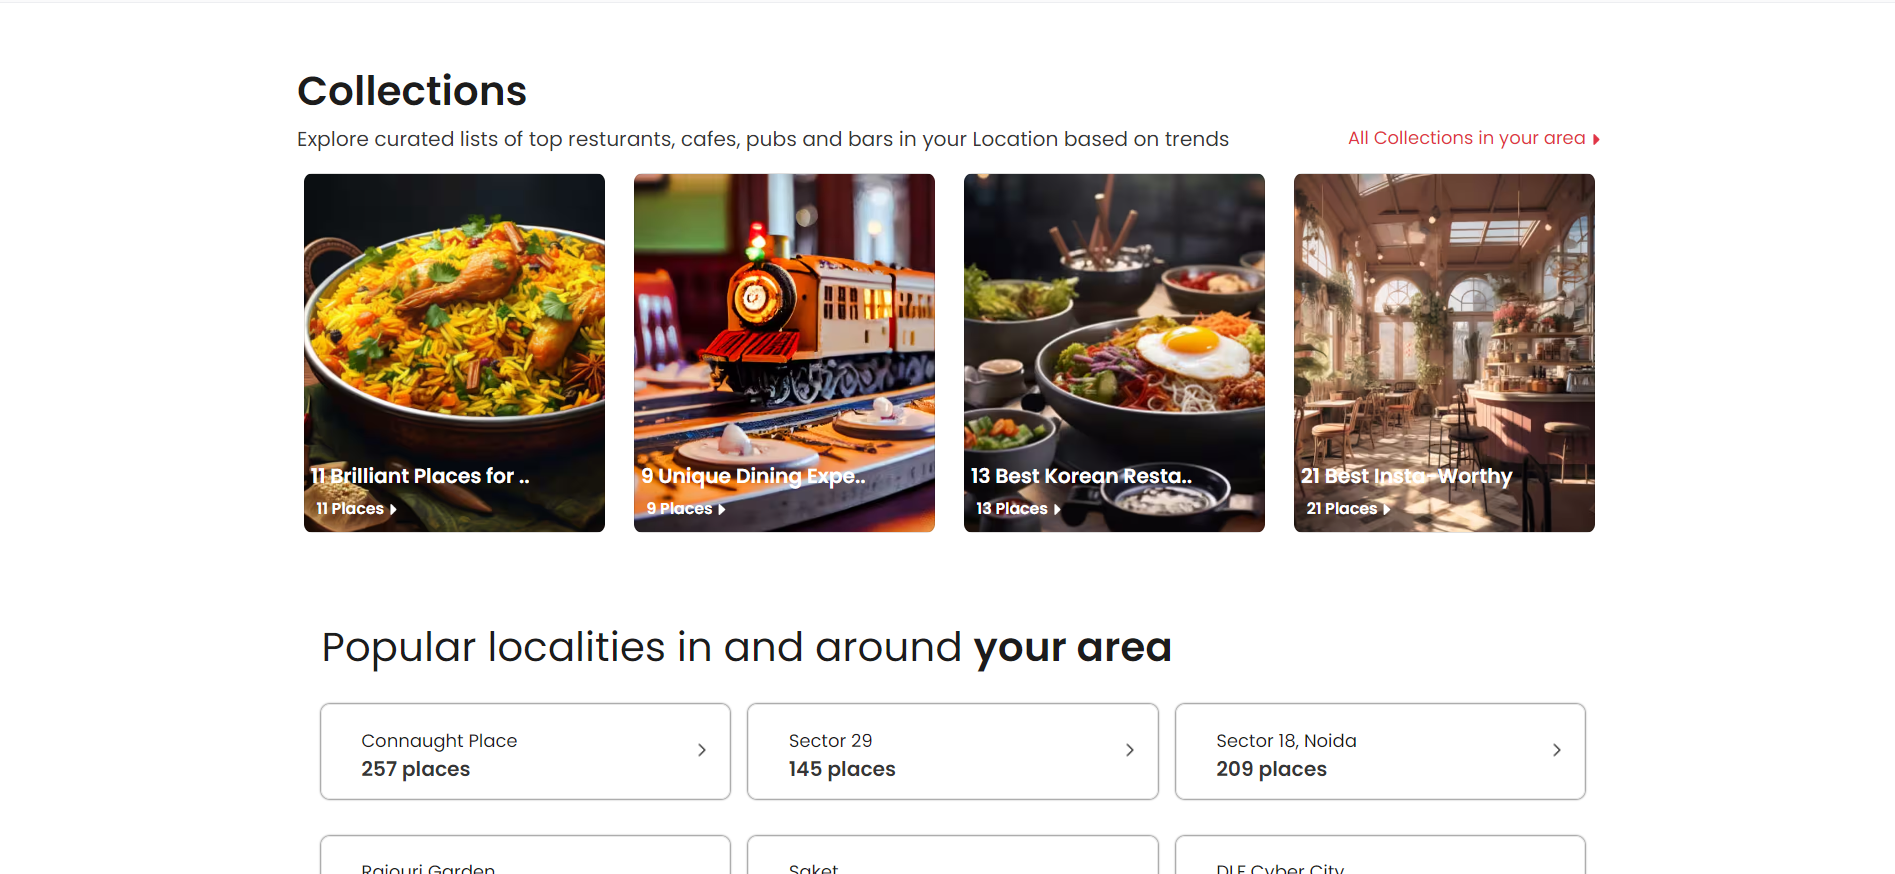 Collections
Explore curated lists of top resturants, cafes, pubs and bars in your Location based on trends
All Collections in your area
11 Brilliant Places for ..
11 Places
9 Unique Dining Expe..
9 Places
13 Best Korean Resta..
13 Places
21 Best Insta-Worthy
21 Places
Popular localities in and around your area
Connaught Place
257 places
Sector 29
145 places
Sector 18, Noida
209 places
Rajouri Garden
Saket
DLF Cyber City